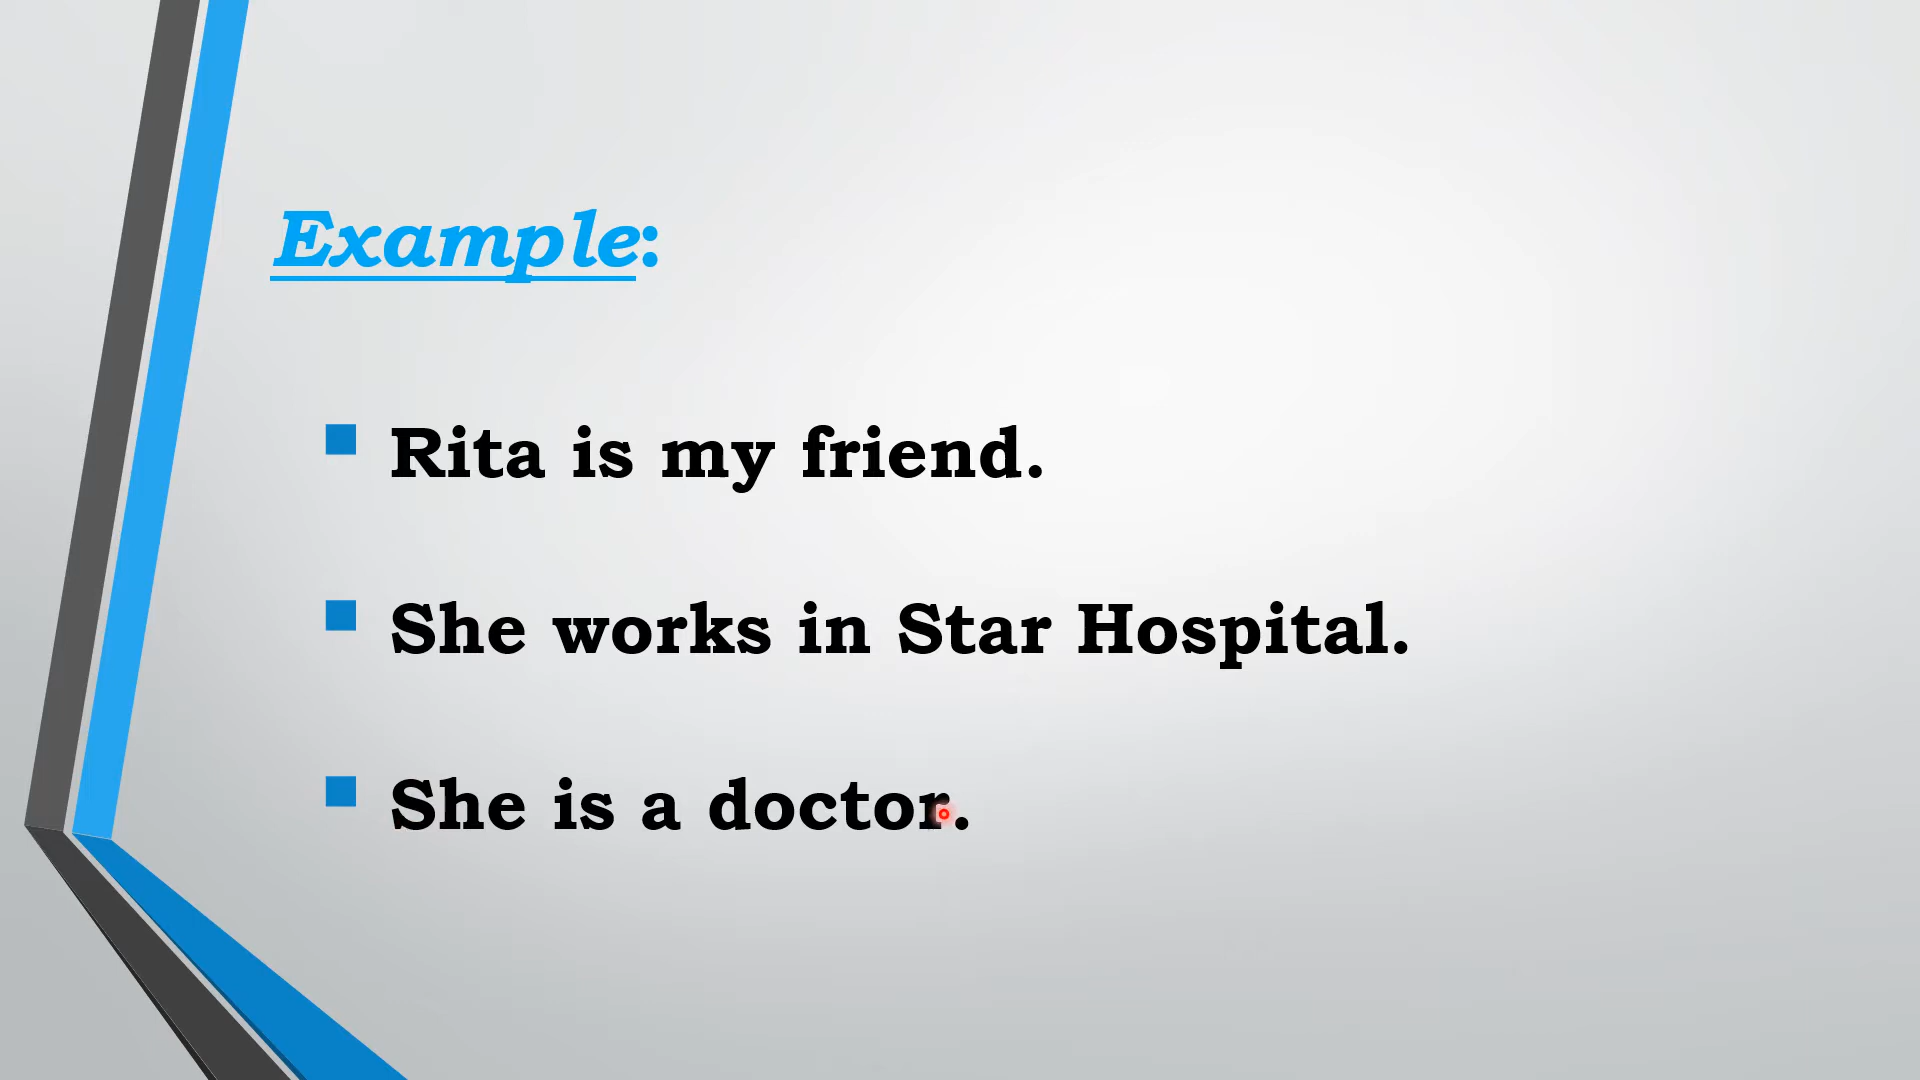 Example:
Rita is my friend.
She works in Star Hospital.
She is a doctor.